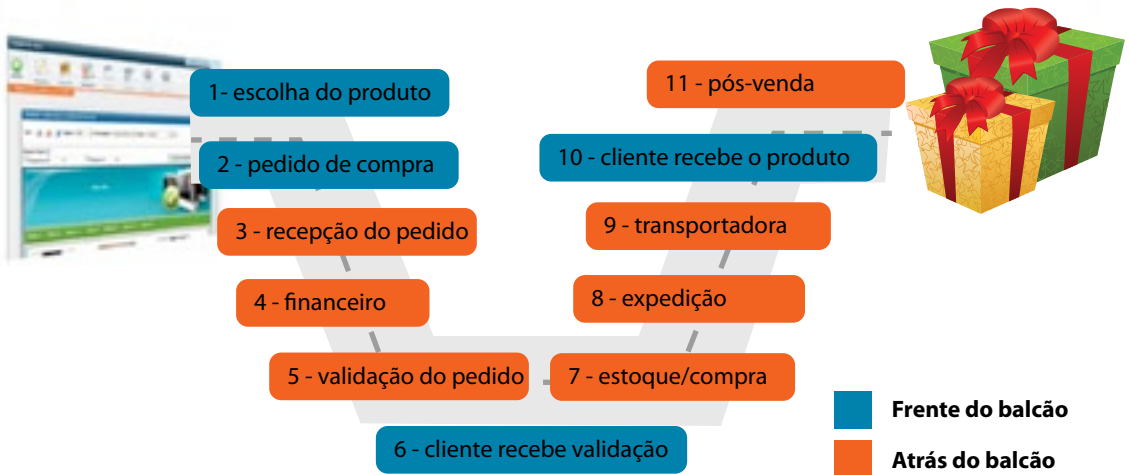 1- escolha do produto
2 - pedido de compra
3 - recepção do pedido
4 - financeiro
5 - validação do pedido
6 - cliente recebe validação
7 - estoque/compra
8 - expedição
9 - transportadora
10 - cliente recebe o produto
11 - pós-venda
Frente do balcão
Atrás do balcão